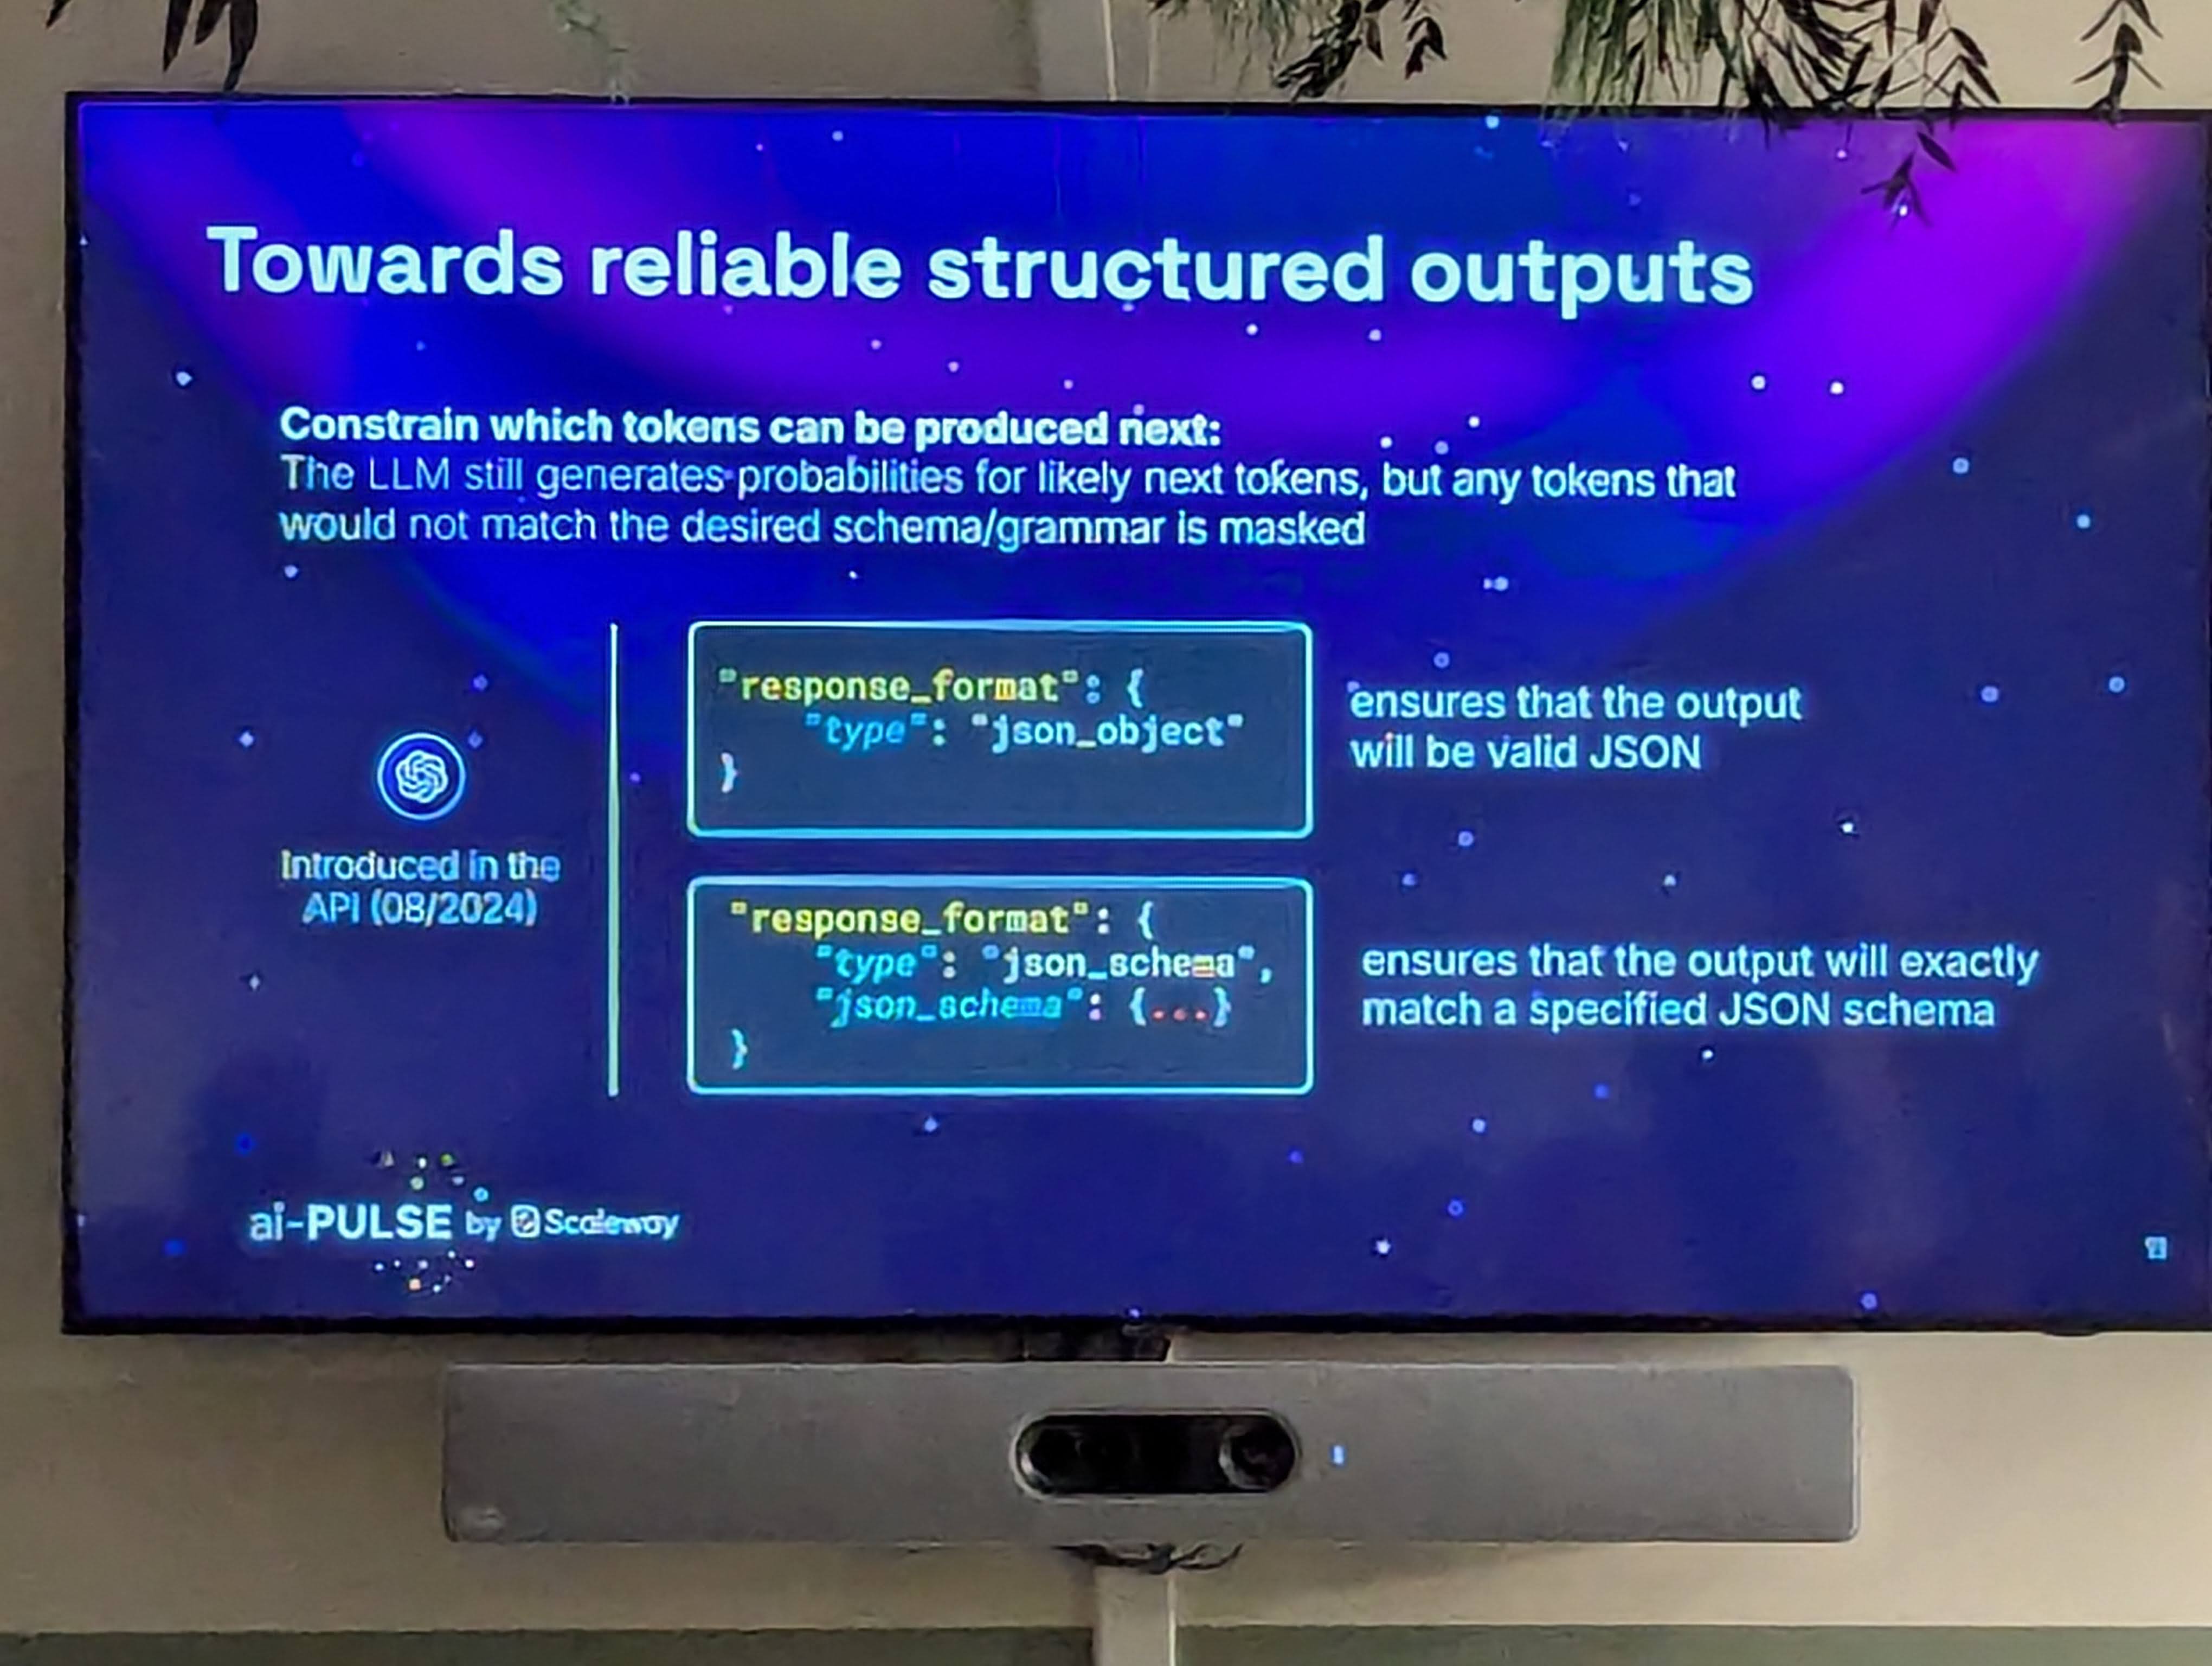 Towards reliable structured outputs
Constrain which tokens can be produced next:
The LLM still generates probabilities for likely next tokens, but any tokens that
would not match the desired schema/grammar is masked
Introduced in the
API (08/2024)
"response_format": {
"type": "json_object"
}
ensures that the output
will be valid JSON
"response_format": {
"type": "json_schema",
"json_schema": {...}
}
ensures that the output will exactly
match a specified JSON schema
ai-PULSE by Scaleway